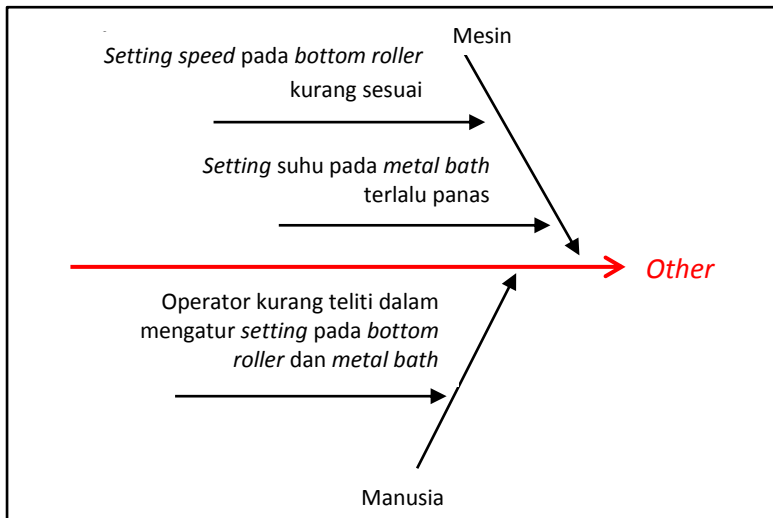 Mesin
Setting speed pada bottom roller
kurang sesuai
Setting suhu pada metal bath
terlalu panas
Other
Operator kurang teliti dalam
mengatur setting pada bottom
roller dan metal bath
Manusia